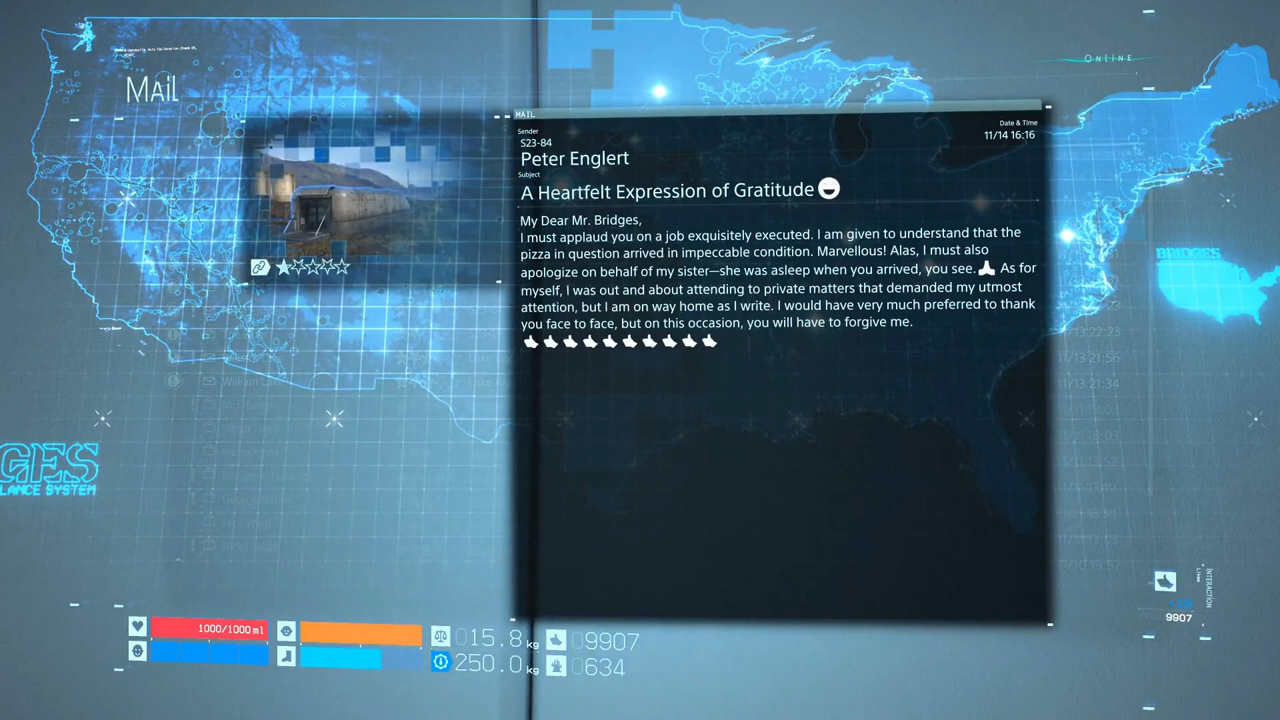 Mail
ONLINE
MAIL
Sender
Date & Time
S23-84
11/14 16:16
Peter Englert
Subject
A Heartfelt Expression of Gratitude
My Dear Mr. Bridges,
I must applaud you on a job exquisitely executed. I am given to understand that the
pizza in question arrived in impeccable condition. Marvellous! Alas, I must also
apologize on behalf of my sister—she was asleep when you arrived, you see. As for
myself, I was out and about attending to private matters that demanded my utmost
attention, but I am on way home as I write. I would have very much preferred to thank
you face to face, but on this occasion, you will have to forgive me.
BRIDGES
11/13 21:56
11/13 21:34
GES
LANCE SYSTEM
INTERACTION
Likes
9907
1000/1000 ml
015.8 kg
09907
250.0 kg
0634